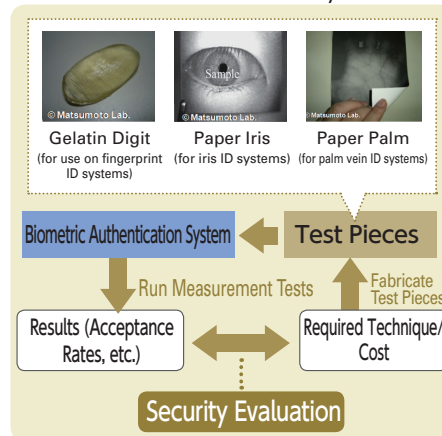 Sample
© Matsumoto Lab.
© Matsumoto Lab.
© Matsumoto Lab.
Gelatin Digit
(for use on fingerprint
ID systems)
Paper Iris
(for iris ID systems)
Paper Palm
(for palm vein ID systems)
Biometric Authentication System
Test Pieces
Run Measurement Tests
Fabricate
Test Pieces
Results (Acceptance
Rates, etc.)
Required Technique/
Cost
Security Evaluation